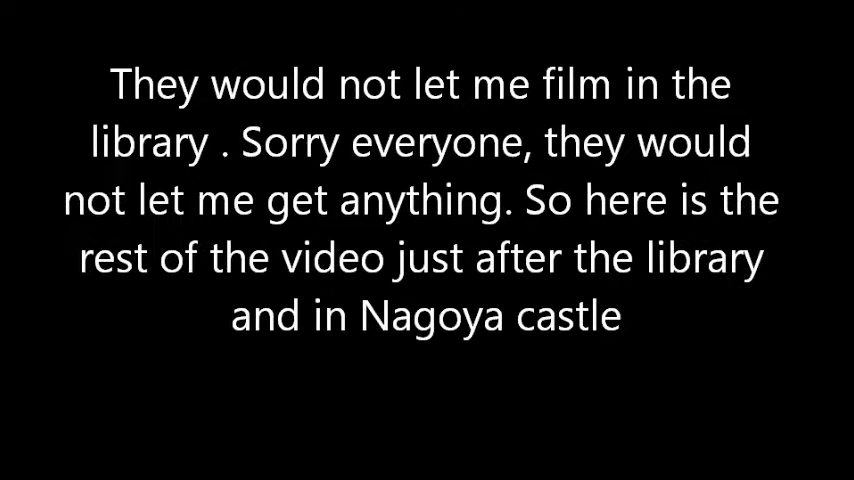 They would not let me film in the
library . Sorry everyone, they would
not let me get anything. So here is the
rest of the video just after the library
and in Nagoya castle